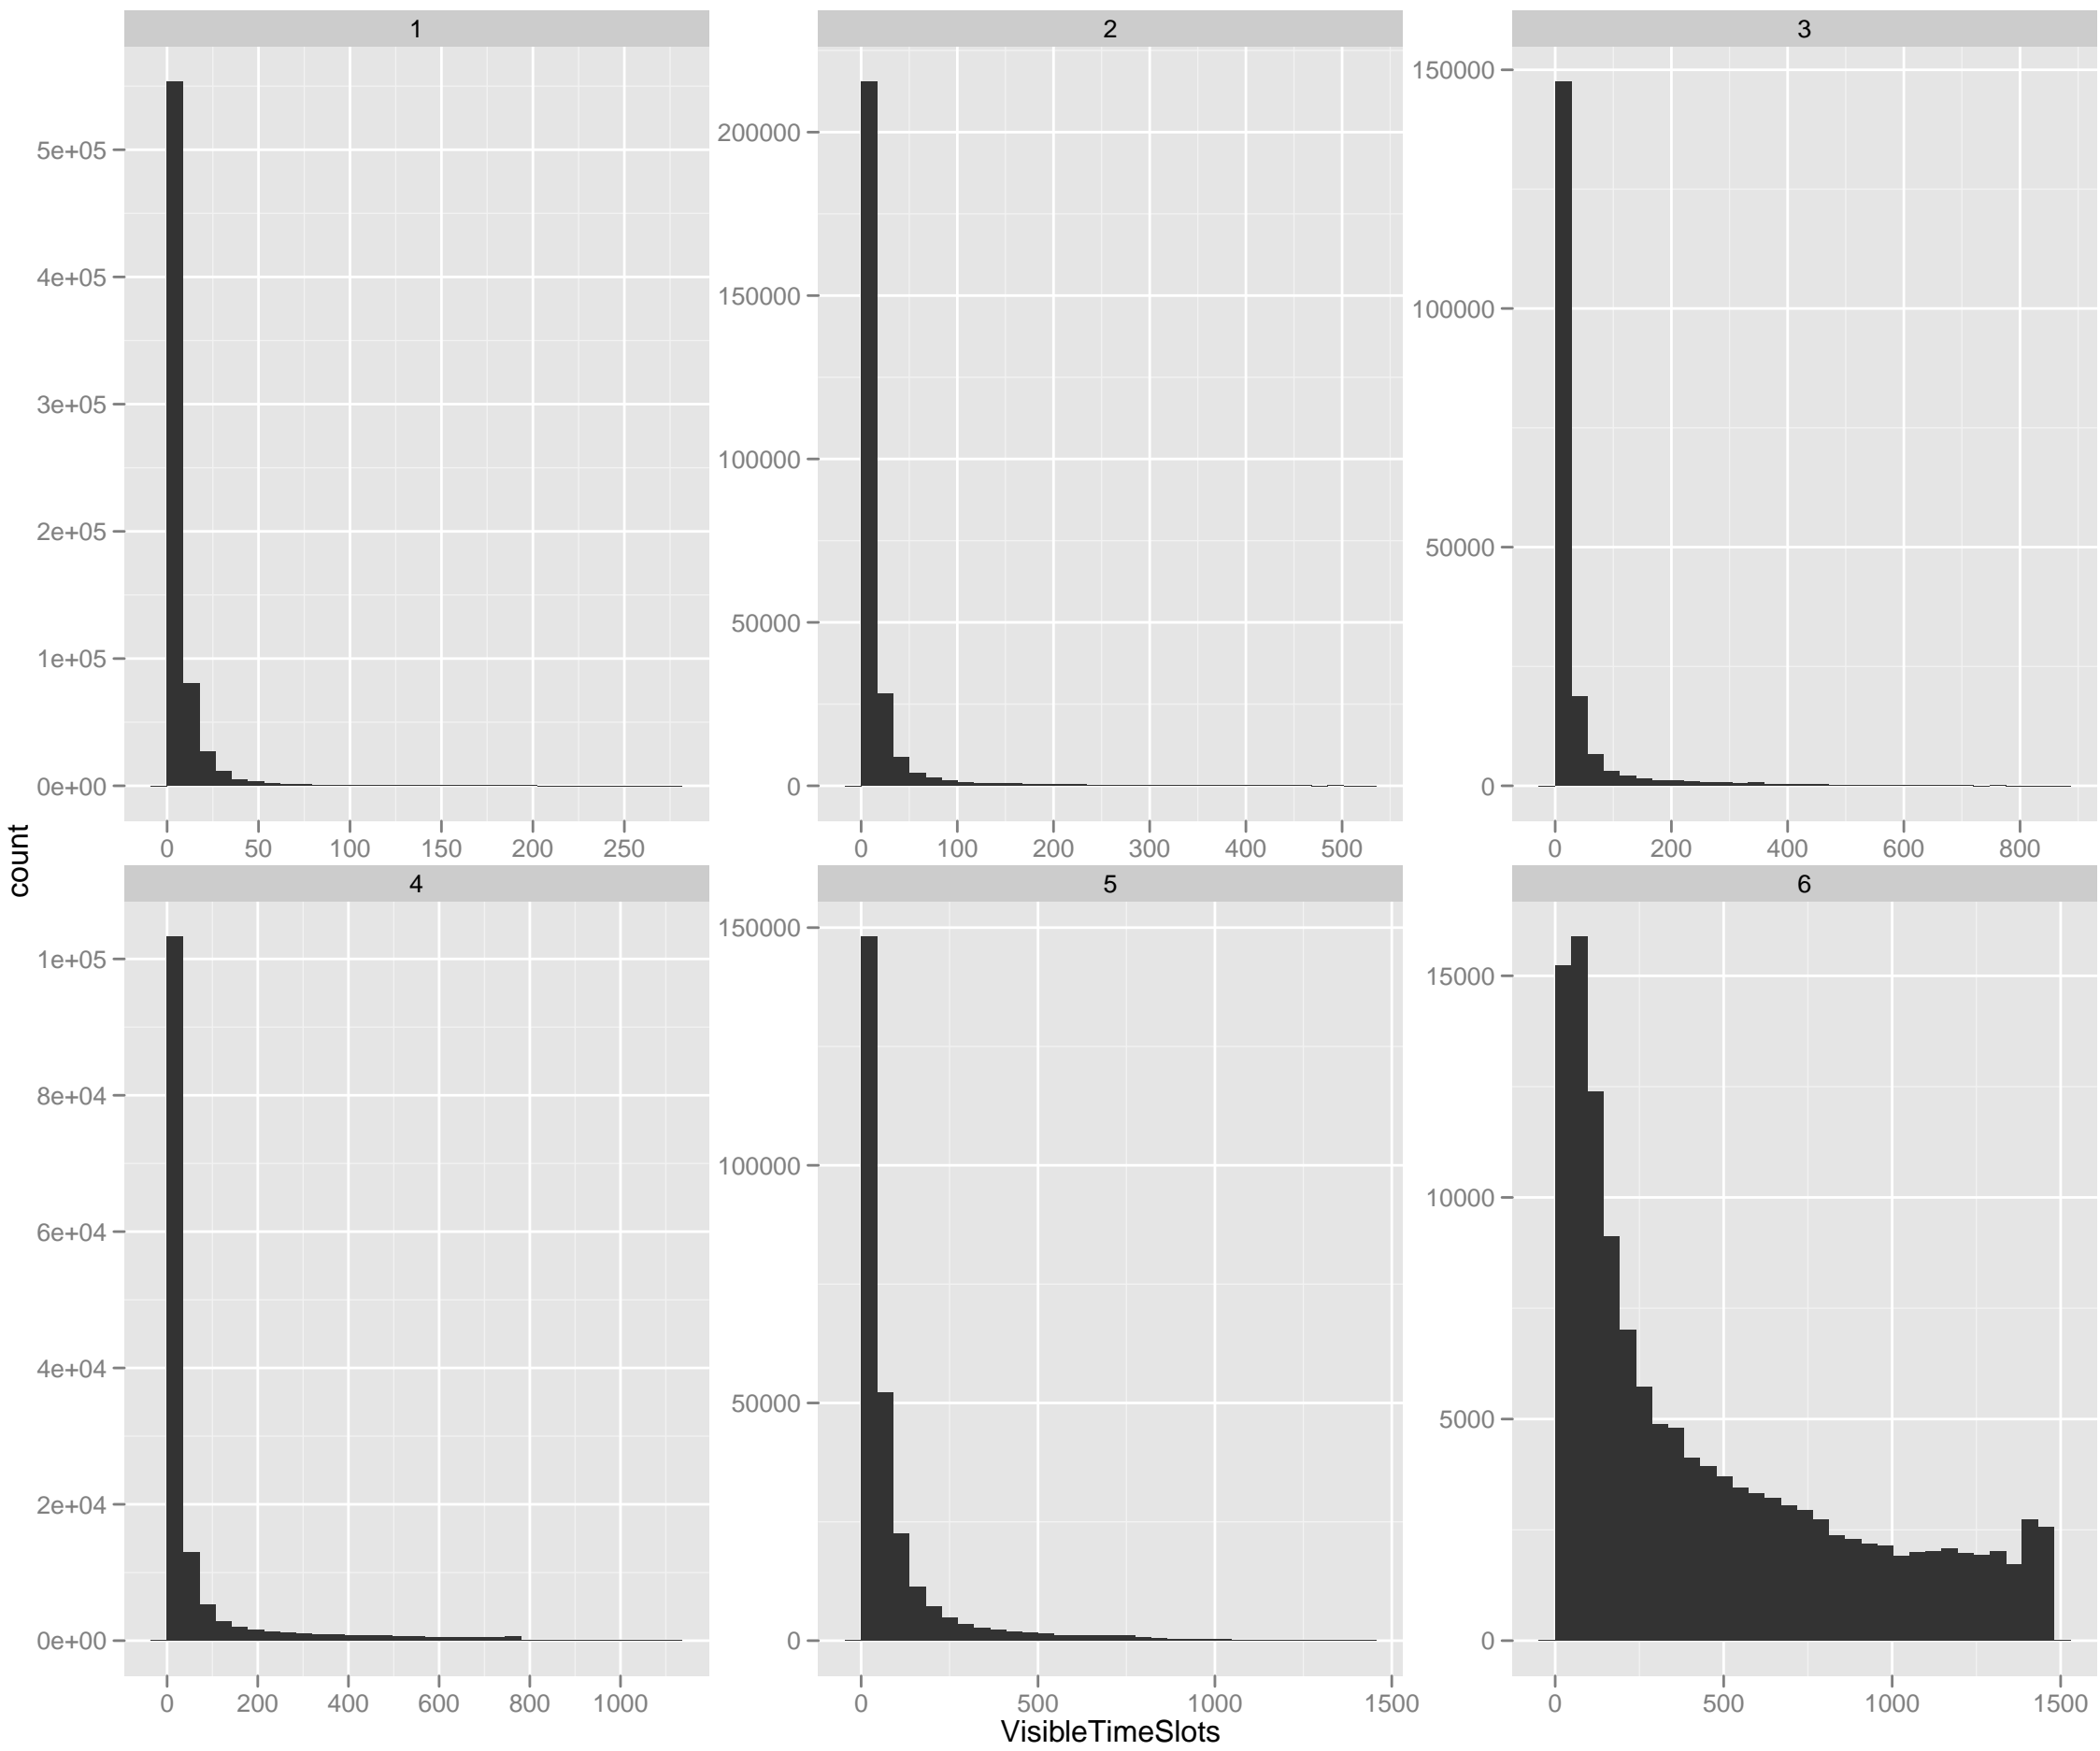 1
2
3
5e+05
4e+05
3e+05
2e+05
1e+05
0e+00
200000
150000
100000
50000
0
150000
100000
50000
0
0 50 100 150 200 250
0 100 200 300 400 500
0 200 400 600 800
count
4
5
6
1e+05
8e+04
6e+04
4e+04
2e+04
0e+00
150000
100000
50000
0
15000
10000
5000
0
0 200 400 600 800 1000
0 500 1000 1500
0 500 1000 1500
VisibleTimeSlots